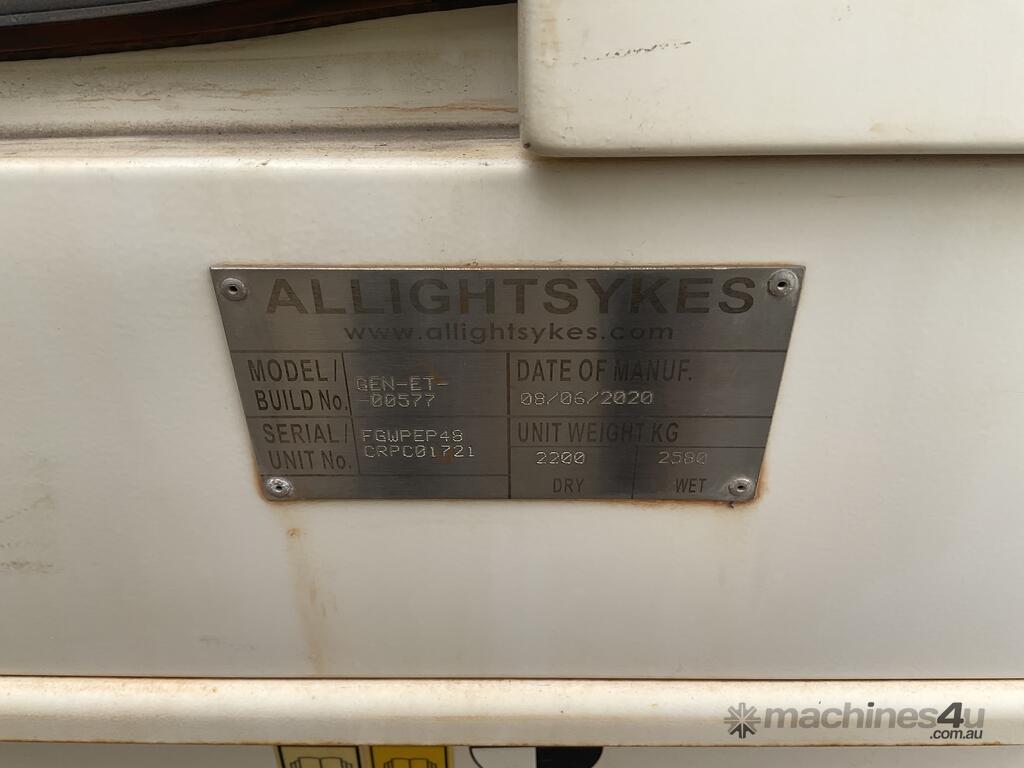 ALLIGHTSYKES
www.allightsykes.com
MODEL/
BUILD No.
GEN-ET-
-00577
DATE OF MANUF.
08/06/2020
SERIAL/
UNIT No.
FGWPEP48
CRPC01721
UNIT WEIGHT KG
2200 2580
DRY WET
machines4u
.com.au